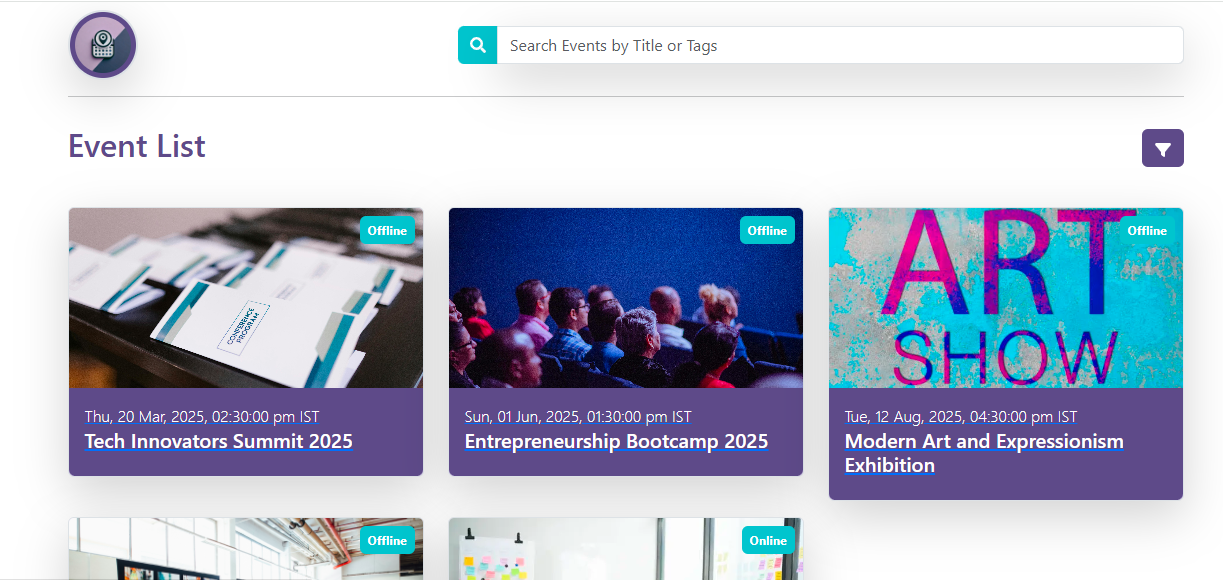 Search Events by Title or Tags
Event List
Offline
CONFERENCE
PROGRAM
Thu, 20 Mar, 2025, 02:30:00 pm IST
Tech Innovators Summit 2025
Offline
Sun, 01 Jun, 2025, 01:30:00 pm IST
Entrepreneurship Bootcamp 2025
Offline
ART
SHOW
Tue, 12 Aug, 2025, 04:30:00 pm IST
Modern Art and Expressionism
Exhibition
Offline
Online